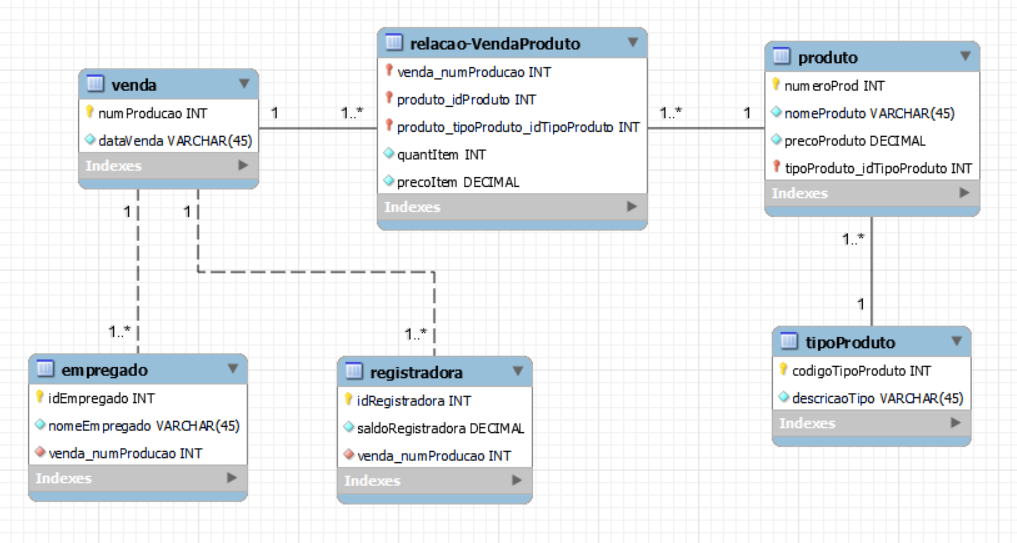 venda
numProducao INT
dataVenda VARCHAR(45)
Indexes
1
1..*
relacao-VendaProduto
venda_numProducao INT
produto_idProduto INT
produto_tipoProduto_idTipoProduto INT
quantItem INT
precoItem DECIMAL
Indexes
1..*
1
produto
numeroProd INT
nomeProduto VARCHAR(45)
precoProduto DECIMAL
tipoProduto_idTipoProduto INT
Indexes
1
1
1..*
1..*
1..*
1
empregado
idEmpregado INT
nomeEmpregado VARCHAR(45)
venda_numProducao INT
Indexes
registradora
idRegistradora INT
saldoRegistradora DECIMAL
venda_numProducao INT
Indexes
tipoProduto
codigoTipoProduto INT
descricaoTipo VARCHAR(45)
Indexes